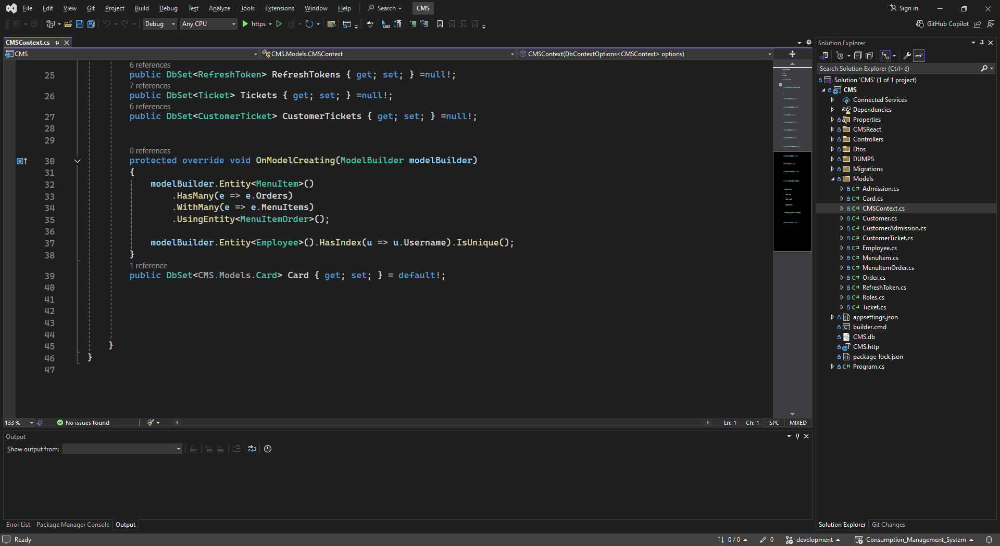 File Edit View Git Project Build Debug Test Analyze Tools Extensions Window Help Search CMS Sign in
Debug Any CPU https GitHub Copilot
CMSContext.cs
CMS CMS.Models.CMSContext CMSContext(DbContextOptions<CMSContext> options)
6 references
25 public DbSet<RefreshToken> RefreshTokens { get; set; } =null!;
7 references
26 public DbSet<Ticket> Tickets { get; set; } =null!;
6 references
27 public DbSet<CustomerTicket> CustomerTickets { get; set; } =null!;
28
29
0 references
30 protected override void OnModelCreating(ModelBuilder modelBuilder)
31 {
32 modelBuilder.Entity<MenuItem>()
33 .HasMany(e => e.Orders)
34 .WithMany(e => e.MenuItems)
35 .UsingEntity<MenuItemOrder>();
36
37 modelBuilder.Entity<Employee>().HasIndex(u => u.Username).IsUnique();
38 }
1 reference
39 public DbSet<CMS.Models.Card> Card { get; set; } = default!;
40
41
42
43
44
45 }
46 }
47
133 % No issues found Ln: 1 Ch: 1 SPC MIXED
Output
Show output from:
Error List Package Manager Console Output
Solution Explorer
Search Solution Explorer (Ctrl+é)
Solution 'CMS' (1 of 1 project)
CMS
Connected Services
Dependencies
Properties
CMSReact
Controllers
Dtos
DUMPS
Migrations
Models
C# Admission.cs
C# Card.cs
C# CMSContext.cs
C# Customer.cs
C# CustomerAdmission.cs
C# CustomerTicket.cs
C# Employee.cs
C# MenuItem.cs
C# MenuItemOrder.cs
C# Order.cs
C# RefreshToken.cs
C# Roles.cs
C# Ticket.cs
appsettings.json
builder.cmd
CMS.db
CMS.http
package-lock.json
C# Program.cs
Solution Explorer Git Changes
Ready 0 / 0 0 development Consumption_Management_System